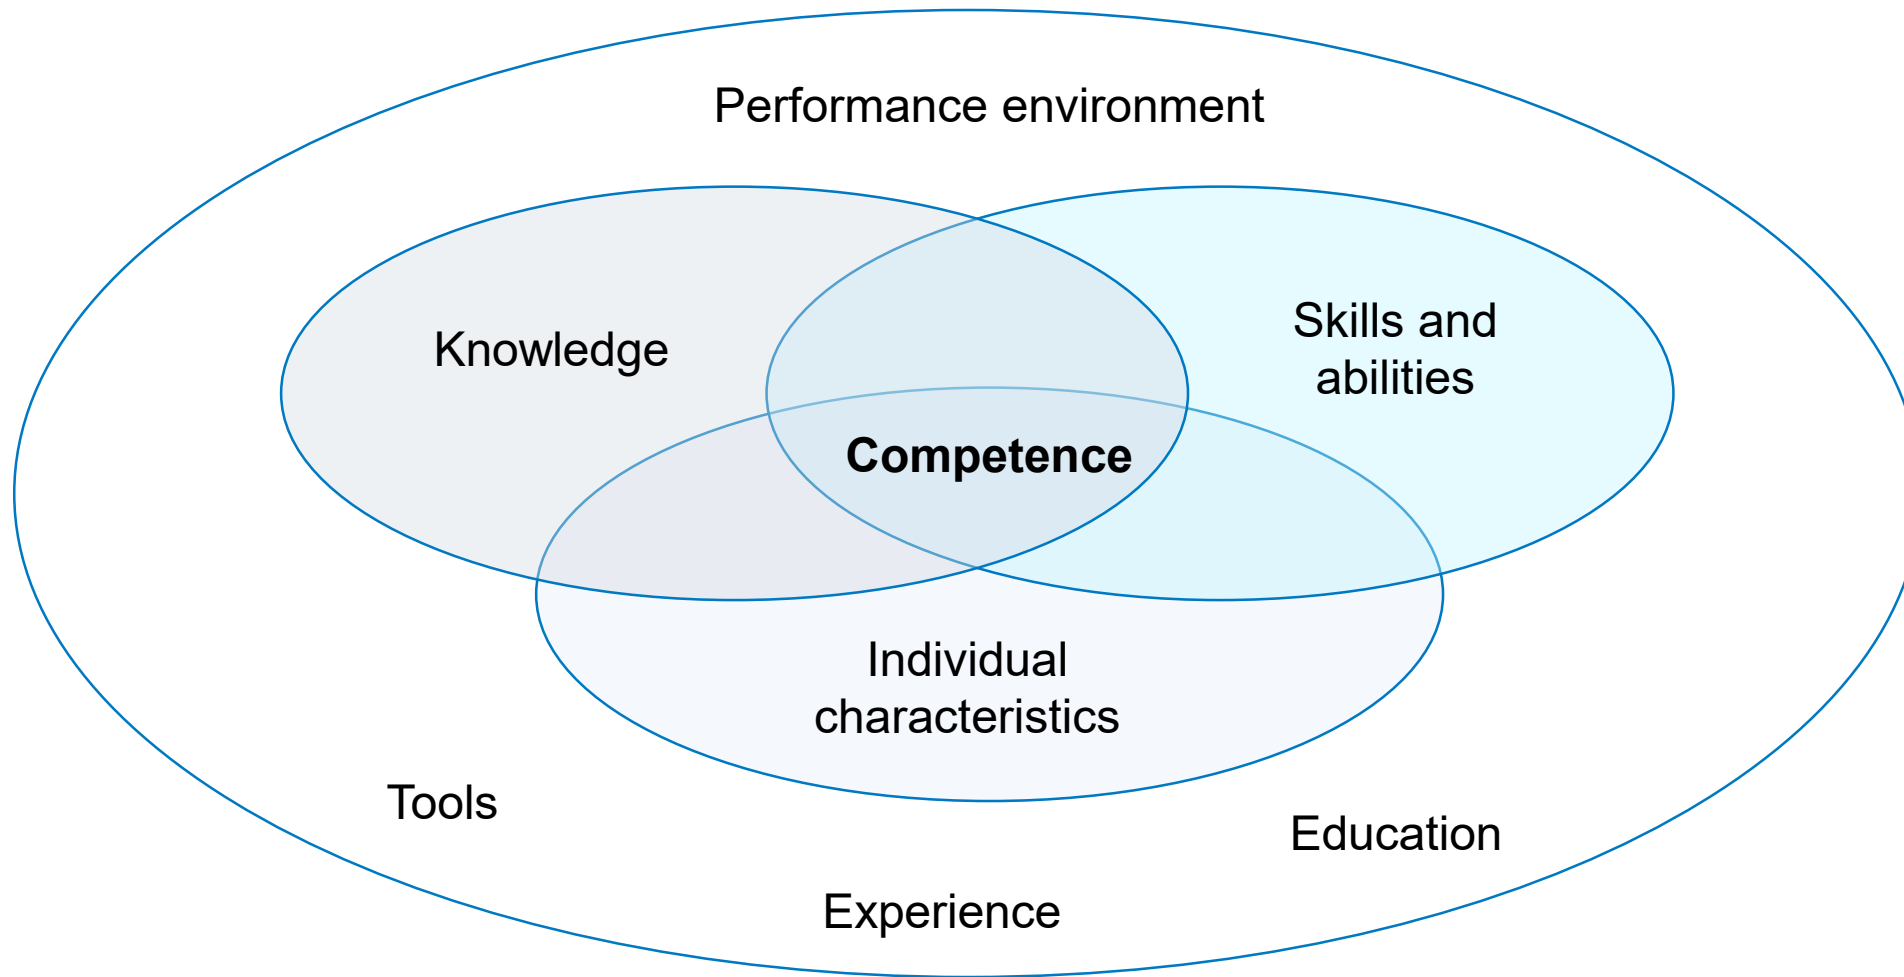 Performance environment
Knowledge
Skills and
abilities
Competence
Individual
characteristics
Tools
Education
Experience